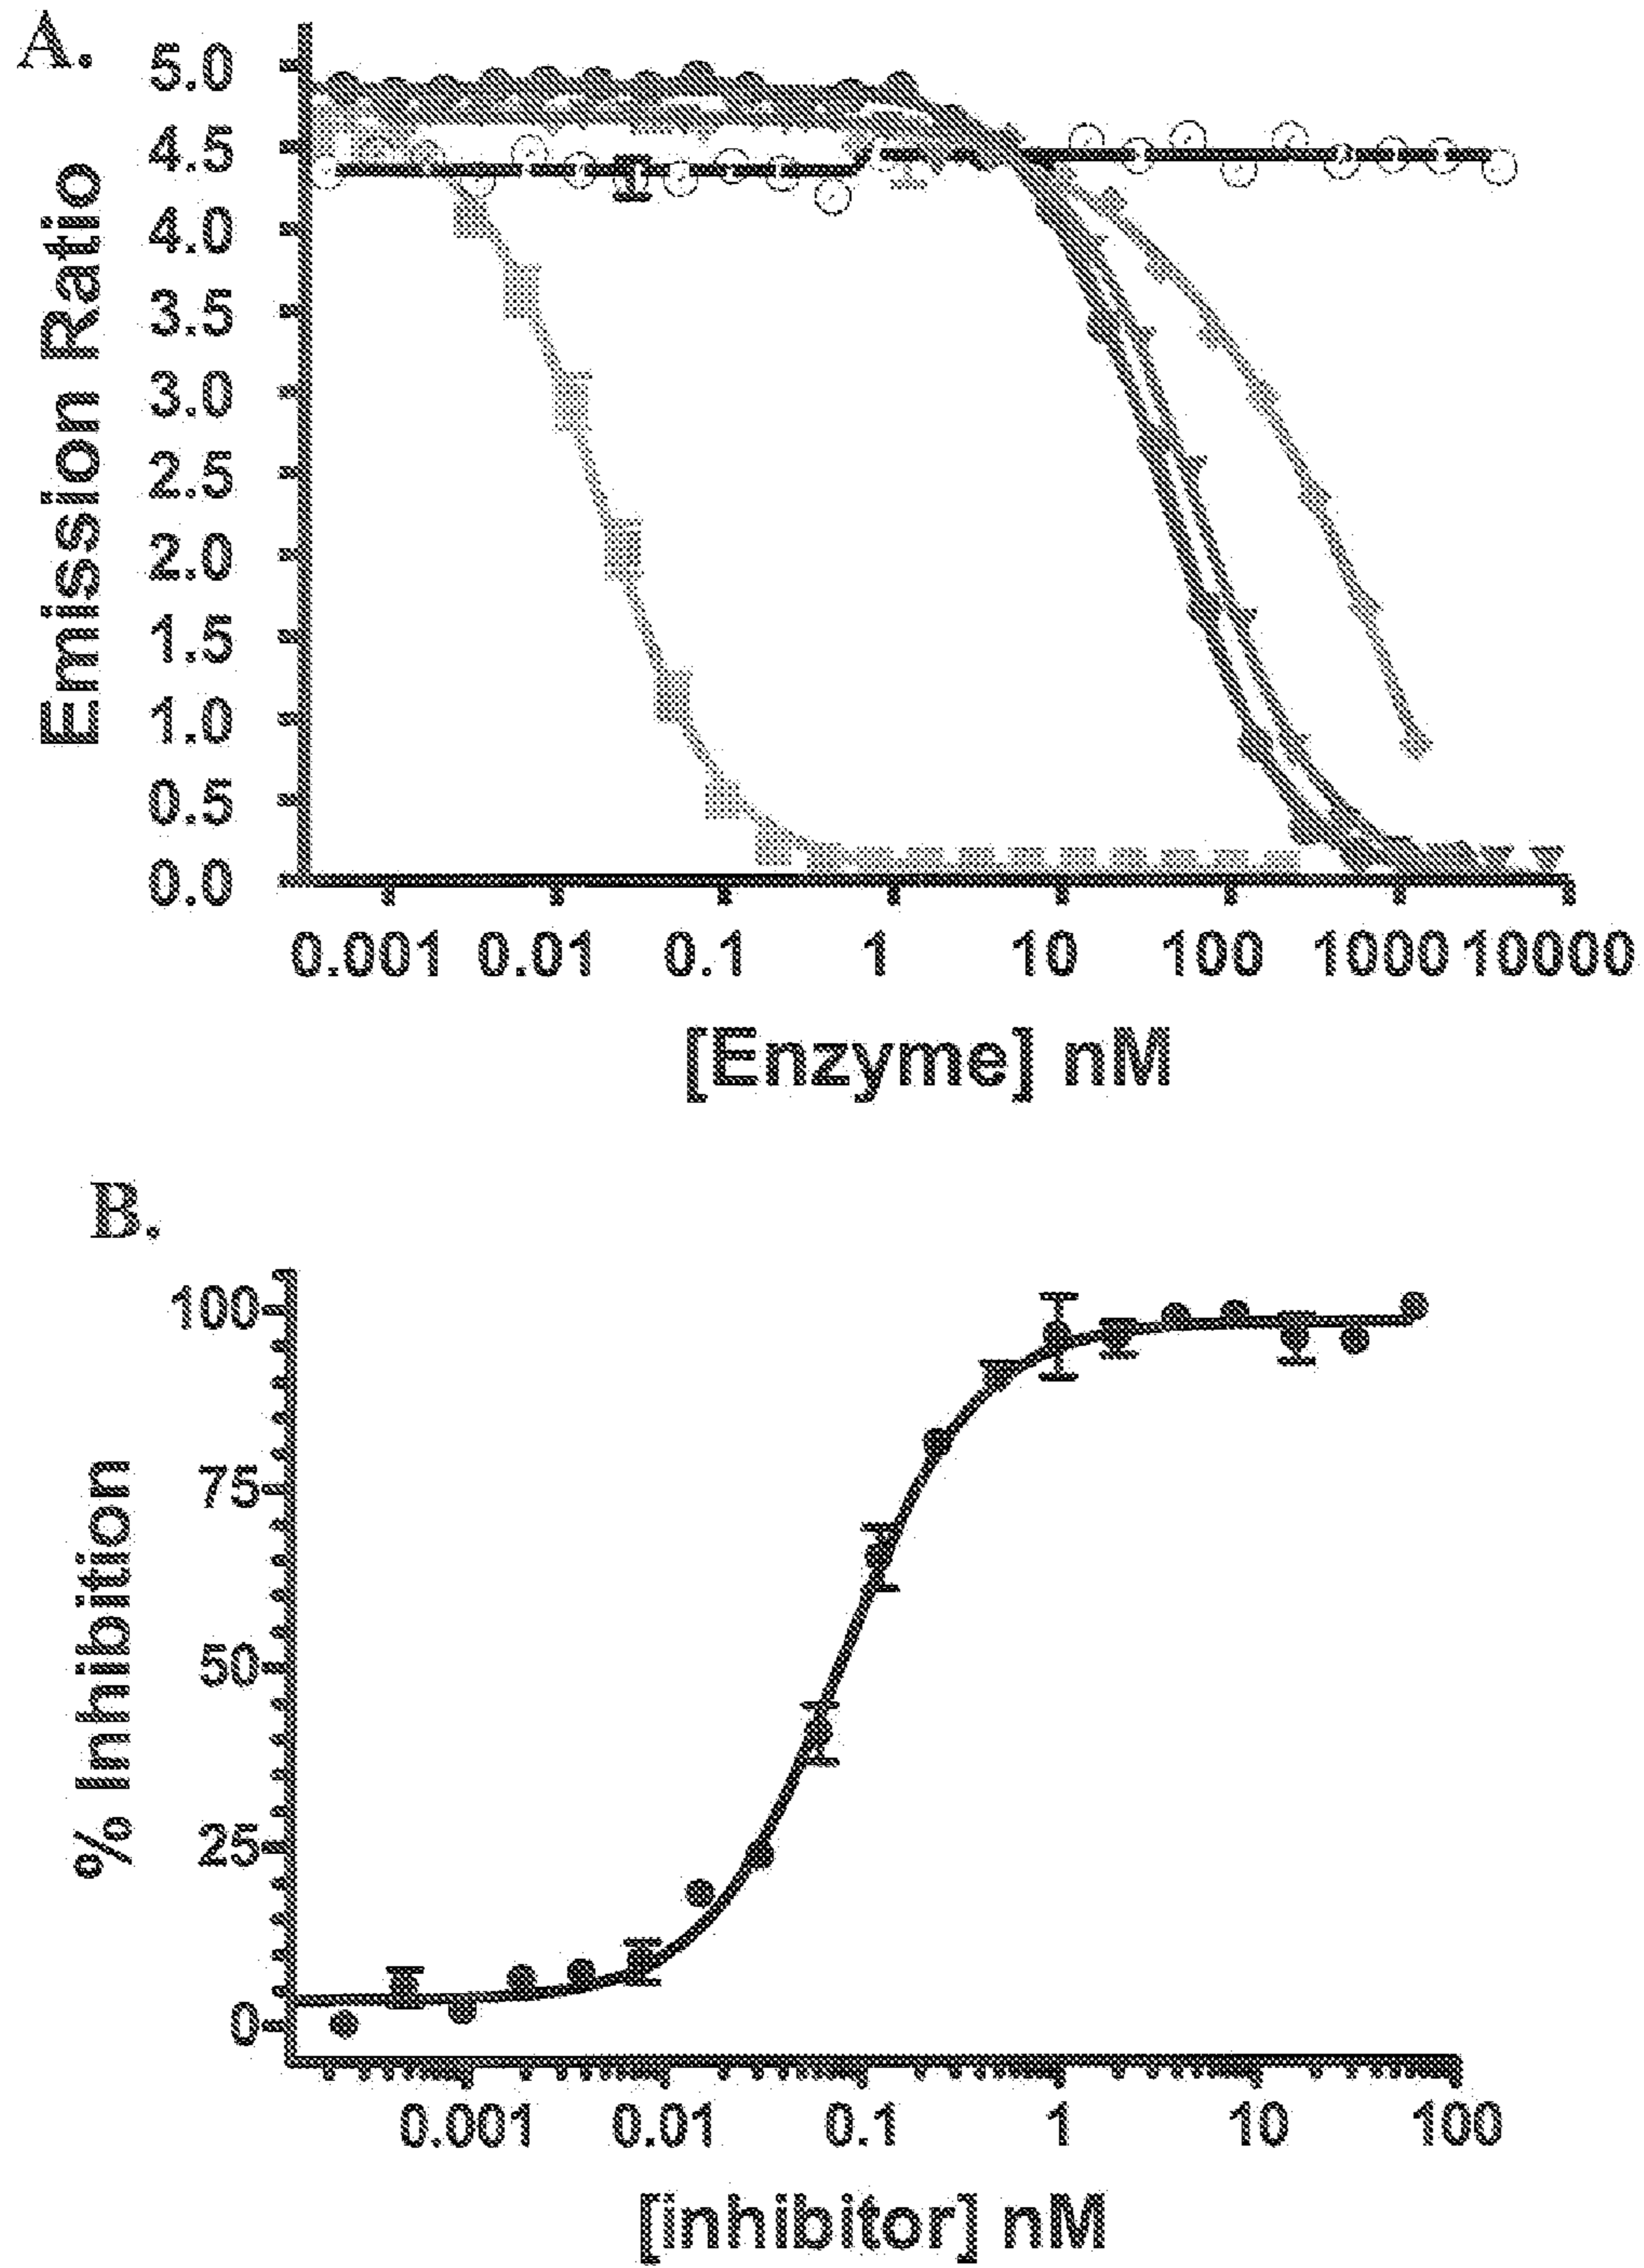 A.
5.0
4.5
4.0
3.5
3.0
2.5
2.0
1.5
1.0
0.5
0.0
Emission Ratio
0.001 0.01 0.1 1 10 100 1000 10000
[Enzyme] nM
B.
100
75
50
25
0
% Inhibition
0.001 0.01 0.1 1 10 100
[inhibitor] nM